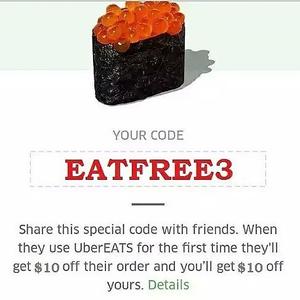 YOUR CODE
EATFREE3
Share this special code with friends. When
they use UberEATS for the first time they'll
get $10 off their order and you'll get $10 off
yours. Details